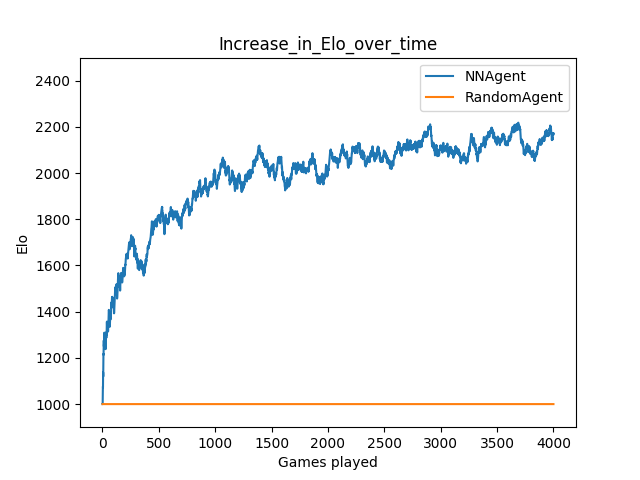 Increase_in_Elo_over_time
NNAgent
RandomAgent
2400
2200
2000
1800
1600
1400
1200
1000
Elo
0 500 1000 1500 2000 2500 3000 3500 4000
Games played